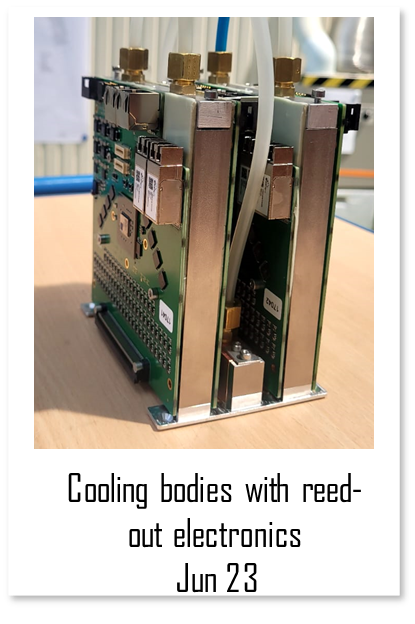 Cooling bodies with reed-
out electronics
Jun 23